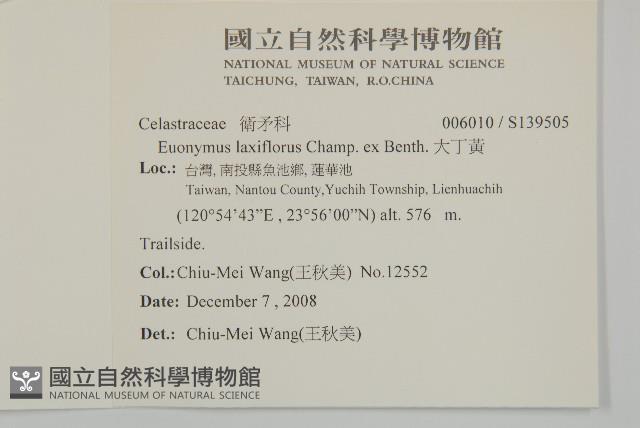 國立自然科學博物館
NATIONAL MUSEUM OF NATURAL SCIENCE
TAICHUNG, TAIWAN, R.O.CHINA
Celastraceae 衛矛科 006010 / S139505
Euonymus laxiflorus Champ. ex Benth. 大丁黃
Loc.: 台灣, 南投縣魚池鄉, 蓮華池
Taiwan, Nantou County,Yuchih Township, Lienhuachih
(120°54'43”E , 23°56'00”N) alt. 576 m.
Trailside.
Col.:Chiu-Mei Wang(王秋美) No.12552
Date: December 7 , 2008
Det.: Chiu-Mei Wang(王秋美)
國立自然科學博物館
NATIONAL MUSEUM OF NATURAL SCIENCE